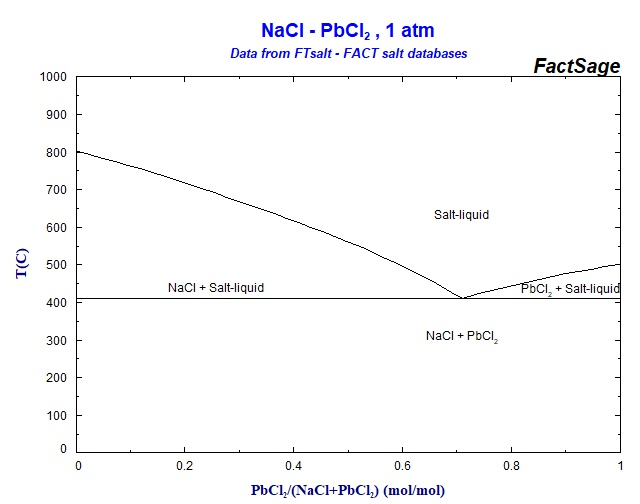 NaCl - PbCl₂ , 1 atm
Data from FTsalt - FACT salt databases
FactSage
1000
900
800
700
600
500
400
300
200
100
0
T(C)
Salt-liquid
NaCl + Salt-liquid
PbCl₂ + Salt-liquid
NaCl + PbCl₂
0 0.2 0.4 0.6 0.8 1
PbCl₂/(NaCl+PbCl₂) (mol/mol)